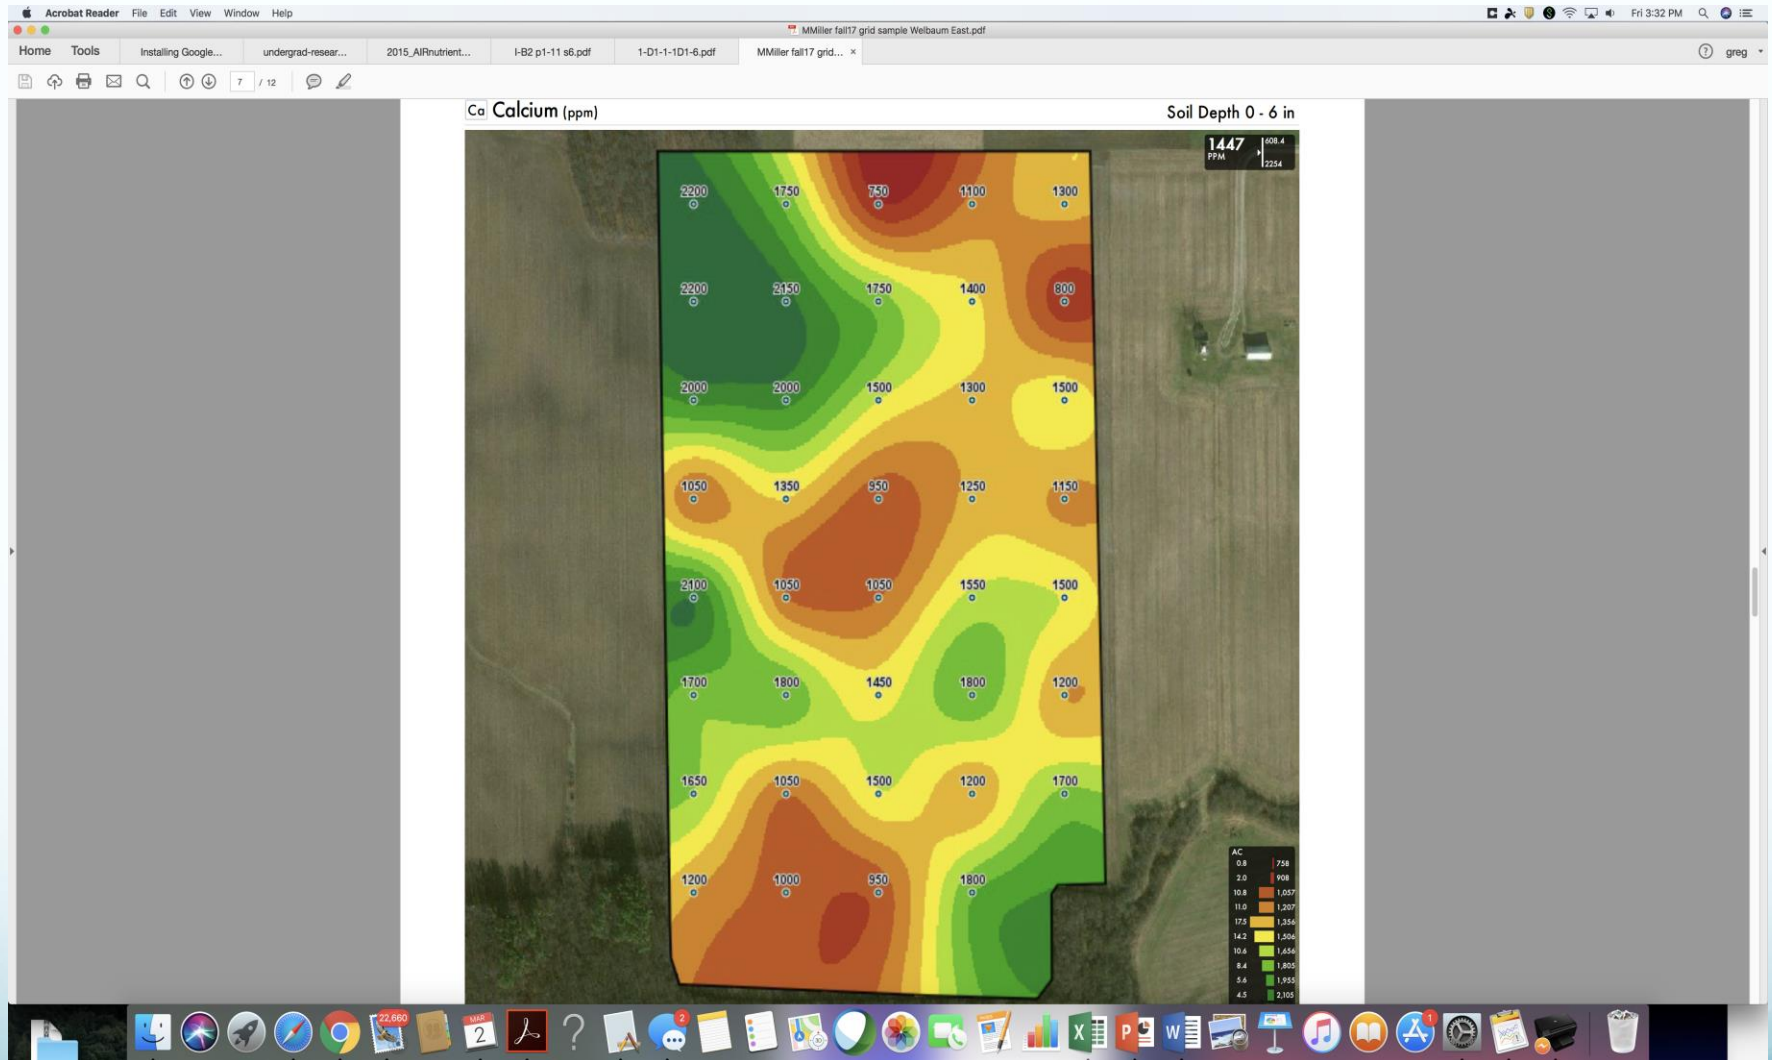 Acrobat Reader File Edit View Window Help Fri 3:32 PM
MMiller fall17 grid sample Welbaum East.pdf
Home Tools Installing Google... undergrad-resear... 2015_AIRnutrient... I-B2 p1-11 s6.pdf 1-D1-1-1D1-6.pdf MMiller fall17 grid... × ? greg
7 / 12
Ca Calcium (ppm) Soil Depth 0 - 6 in
1447 PPM 608.4
2254
2200 1750 750 1100 1300
2200 2150 1750 1400 800
2000 2000 1500 1300 1500
1050 1350 950 1250 1150
2100 1050 1050 1550 1500
1700 1800 1450 1800 1200
1650 1050 1500 1200 1700
1200 1000 950 1800
AC
0.8 758
2.0 908
10.8 1,057
11.0 1,207
17.5 1,356
14.2 1,506
10.6 1,656
8.4 1,805
5.6 1,955
4.5 2,105
22,660 MAR 2 2 1